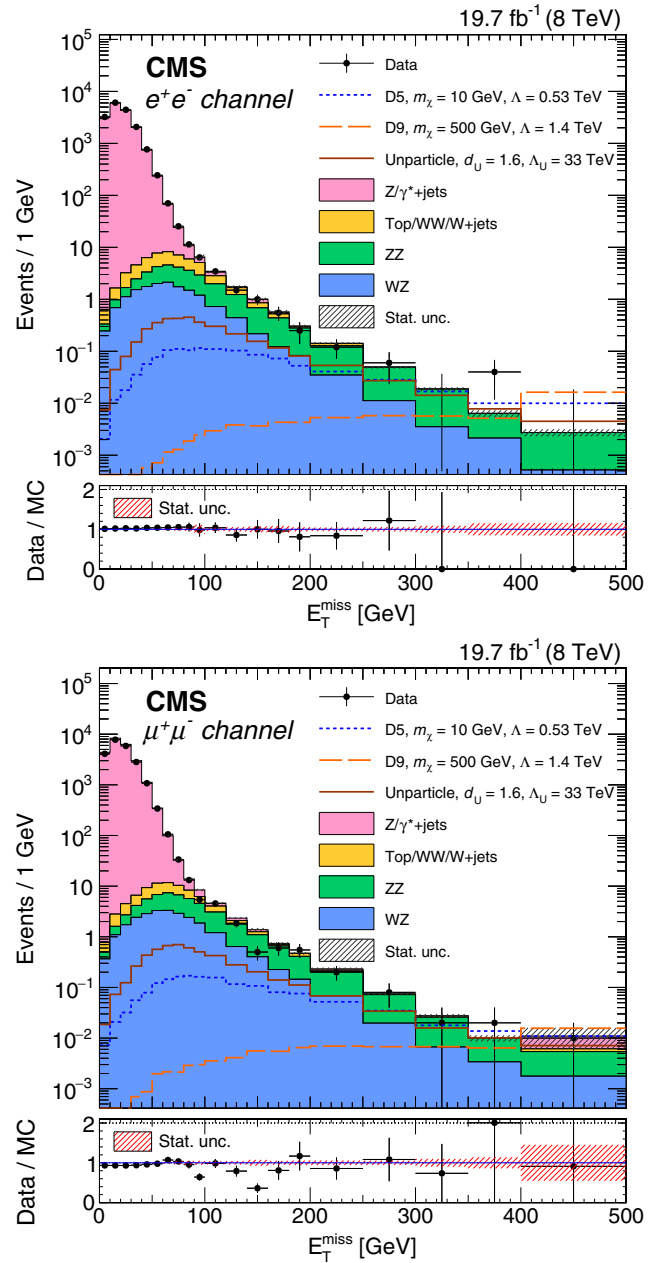 19.7 fb⁻¹ (8 TeV)
CMS
e⁺e⁻ channel
Data
D5, mχ = 10 GeV, Λ = 0.53 TeV
D9, mχ = 500 GeV, Λ = 1.4 TeV
Unparticle, d_U = 1.6, Λ_U = 33 TeV
Z/γ*+jets
Top/WW/W+jets
ZZ
WZ
Stat. unc.
Events / 1 GeV
10⁵
10⁴
10³
10²
10
1
10⁻¹
10⁻²
10⁻³
Data / MC
2
1
0
Stat. unc.
0 100 200 300 400 500
E_T^miss [GeV]
19.7 fb⁻¹ (8 TeV)
CMS
μ⁺μ⁻ channel
Data
D5, mχ = 10 GeV, Λ = 0.53 TeV
D9, mχ = 500 GeV, Λ = 1.4 TeV
Unparticle, d_U = 1.6, Λ_U = 33 TeV
Z/γ*+jets
Top/WW/W+jets
ZZ
WZ
Stat. unc.
Events / 1 GeV
10⁵
10⁴
10³
10²
10
1
10⁻¹
10⁻²
10⁻³
Data / MC
2
1
0
Stat. unc.
0 100 200 300 400 500
E_T^miss [GeV]